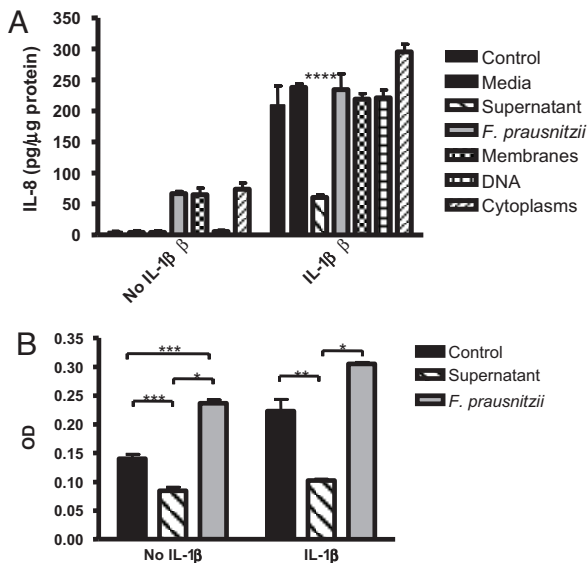 A
IL-8 (pg/µg protein)
350
300
250
200
150
100
50
0
****
No IL-1β β
IL-1β β
Control
Media
Supernatant
F. prausnitzii
Membranes
DNA
Cytoplasms
B
OD
0.35
0.30
0.25
0.20
0.15
0.10
0.05
0.00
***
***
*
**
*
No IL-1β
IL-1β
Control
Supernatant
F. prausnitzii